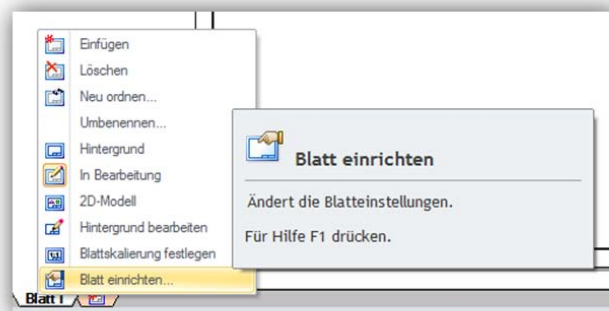 Einfügen
Löschen
Neu ordnen...
Umbenennen...
Hintergrund
In Bearbeitung
2D-Modell
Hintergrund bearbeiten
Blattskalierung festlegen
Blatt einrichten...
Blatt einrichten
Ändert die Blatteinstellungen.
Für Hilfe F1 drücken.
Blatt 1